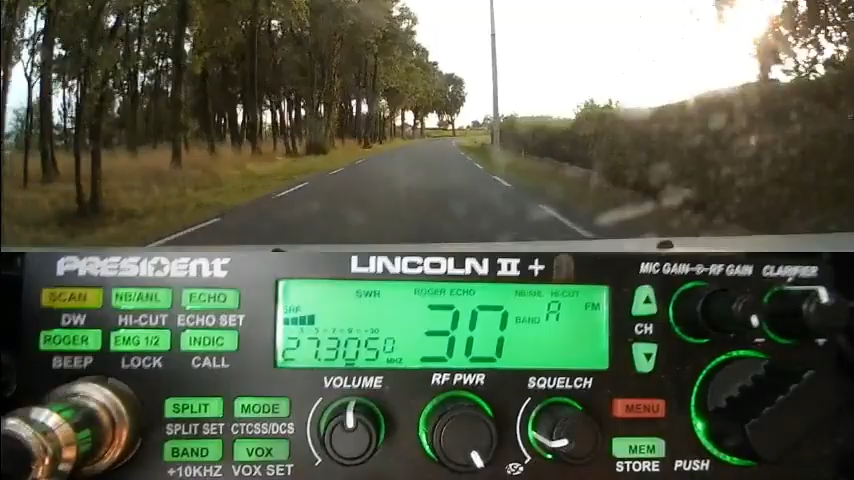 PRESIDENT
LINCOLN II +
MIC GAIN RF GAIN CLARIFIER
SCAN NB/ANL ECHO
DW HI-CUT ECHO SET
ROGER EMG 1/2 INDIC
BEEP LOCK CALL
SWR ROGER ECHO NB/ANL HI-CUT FM
SRF
30 BAND A
27.3050 MHZ
CH
VOLUME RF PWR SQUELCH
SPLIT MODE
SPLIT SET CTCSS/DCS
VOX
+10KHZ VOX SET
ASC
MENU
MEM
STORE PUSH